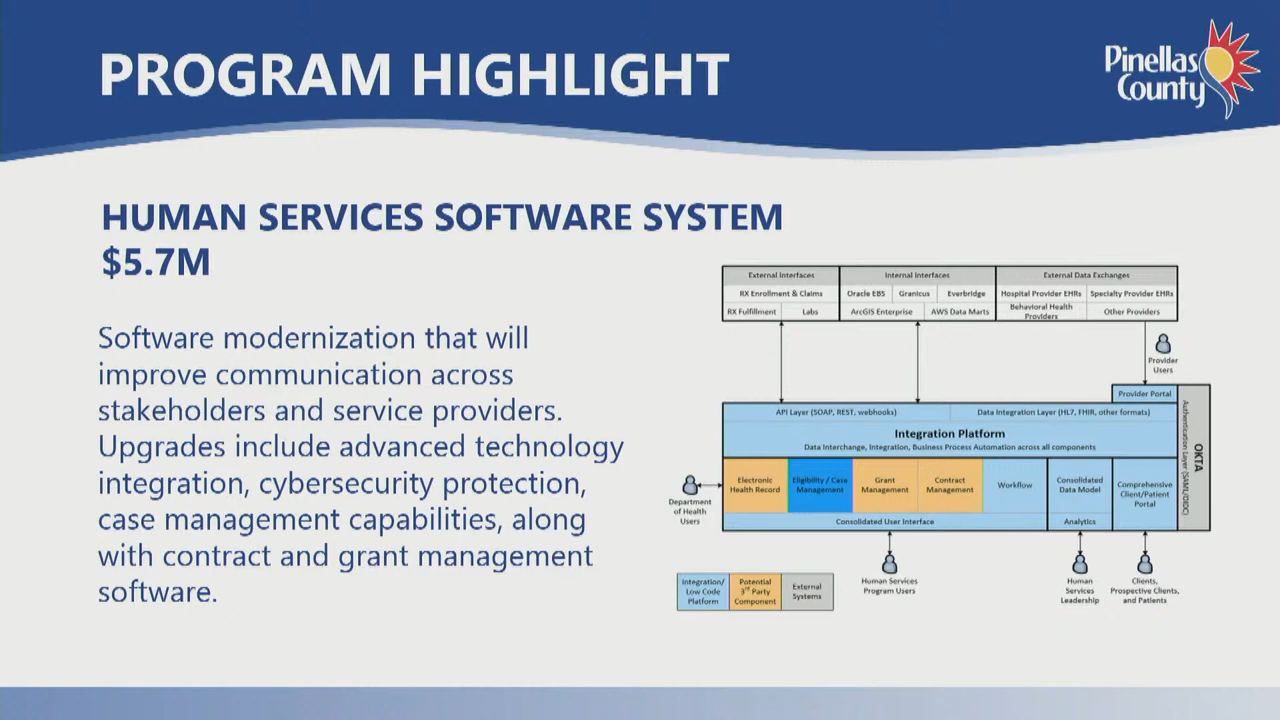 PROGRAM HIGHLIGHT
Pinellas
County
HUMAN SERVICES SOFTWARE SYSTEM
$5.7M
Software modernization that will
improve communication across
stakeholders and service providers.
Upgrades include advanced technology
integration, cybersecurity protection,
case management capabilities, along
with contract and grant management
software.
External Interfaces
Internal Interfaces
External Data Exchanges
RX Enrollment & Claims
Oracle EBS
Granicus
Everbridge
Hospital Provider EHRs
Specialty Provider EHRs
RX Fulfillment
Labs
ArcGIS Enterprise
AWS Data Marts
Behavioral Health
Providers
Other Providers
Provider
Users
Provider Portal
API Layer (SOAP, REST, webhooks)
Data Integration Layer (HL7, FHIR, other formats)
Integration Platform
Data Interchange, Integration, Business Process Automation across all components
OKTA
Authentication Layer (SAML/OIDC)
Department
of Health
Users
Electronic
Health Record
Eligibility / Case
Management
Grant
Management
Contract
Management
Workflow
Consolidated
Data Model
Comprehensive
Client/Patient
Portal
Consolidated User Interface
Analytics
Human Services
Program Users
Human
Services
Leadership
Clients,
Prospective Clients,
and Patients
Integration/
Low Code
Platform
Potential
3rd Party
Component
External
Systems